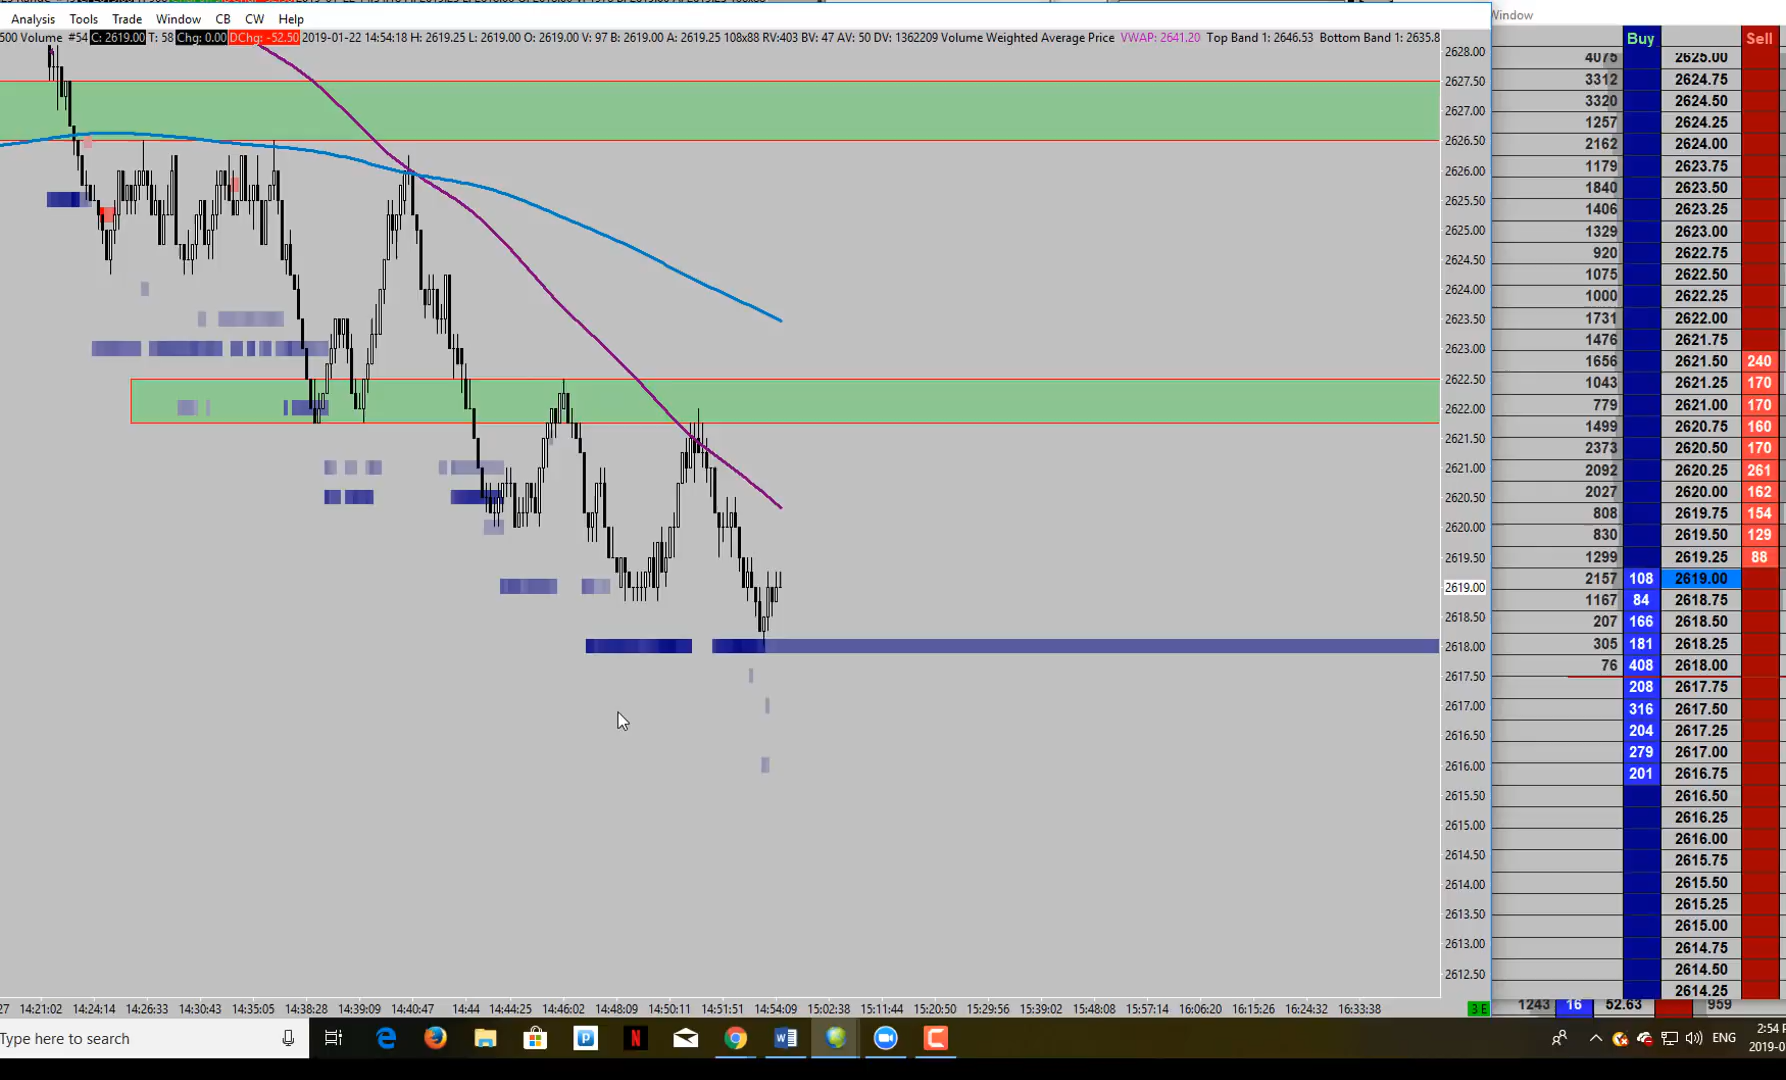 Analysis Tools Trade Window CB CW Help
500 Volume #54 C: 2619.00 T: 58 Chg: 0.00 DChg: -52.50 2019-01-22 14:54:18 H: 2619.25 L: 2619.00 O: 2619.00 V: 97 B: 2619.00 A: 2619.25 108x88 RV:403 BV: 47 AV: 50 DV: 1362209 Volume Weighted Average Price VWAP: 2641.20 Top Band 1: 2646.53 Bottom Band 1: 2635.8
2628.00
2627.50
2627.00
2626.50
2626.00
2625.50
2625.00
2624.50
2624.00
2623.50
2623.00
2622.50
2622.00
2621.50
2621.00
2620.50
2620.00
2619.50
2619.00
2618.50
2618.00
2617.50
2617.00
2616.50
2616.00
2615.50
2615.00
2614.50
2614.00
2613.50
2613.00
2612.50
27 14:21:02 14:24:14 14:26:33 14:30:43 14:35:05 14:38:28 14:39:09 14:40:47 14:44 14:44:25 14:46:02 14:48:09 14:50:11 14:51:51 14:54:09 15:02:38 15:11:44 15:20:50 15:29:56 15:39:02 15:48:08 15:57:14 16:06:20 16:15:26 16:24:32 16:33:38 3 E
Window
Buy Sell
4075 2625.00
3312 2624.75
3320 2624.50
1257 2624.25
2162 2624.00
1179 2623.75
1840 2623.50
1406 2623.25
1329 2623.00
920 2622.75
1075 2622.50
1000 2622.25
1731 2622.00
1476 2621.75
1656 2621.50 240
1043 2621.25 170
779 2621.00 170
1499 2620.75 160
2373 2620.50 170
2092 2620.25 261
2027 2620.00 162
808 2619.75 154
830 2619.50 129
1299 2619.25 88
2157 108 2619.00
1167 84 2618.75
207 166 2618.50
305 181 2618.25
76 408 2618.00
208 2617.75
316 2617.50
204 2617.25
279 2617.00
201 2616.75
2616.50
2616.25
2616.00
2615.75
2615.50
2615.25
2615.00
2614.75
2614.50
2614.25
1243 16 52.63 959
Type here to search
ENG
2:54 P
2019-0